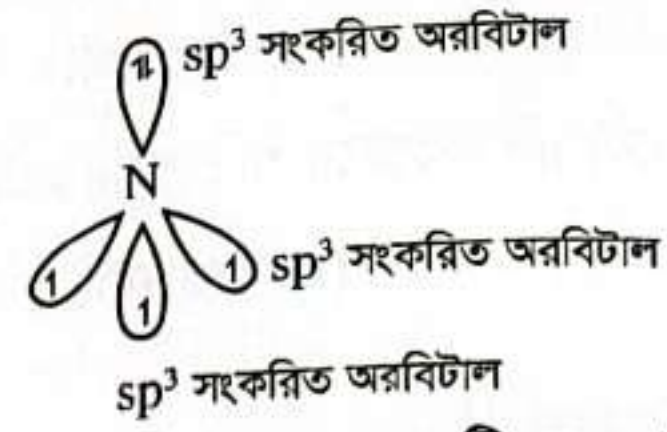 ⥮ sp³ সংকরিত অরবিটাল
N
1 1 1 sp³ সংকরিত অরবিটাল
sp³ সংকরিত অরবিটাল